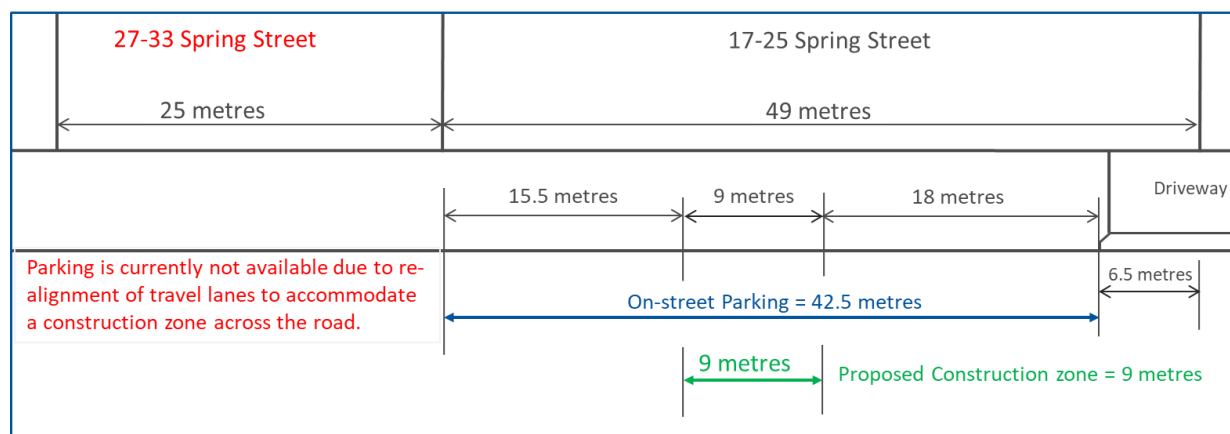 27-33 Spring Street
17-25 Spring Street
25 metres
49 metres
15.5 metres
9 metres
18 metres
Driveway
Parking is currently not available due to re-
alignment of travel lanes to accommodate
a construction zone across the road.
6.5 metres
On-street Parking = 42.5 metres
9 metres
Proposed Construction zone = 9 metres